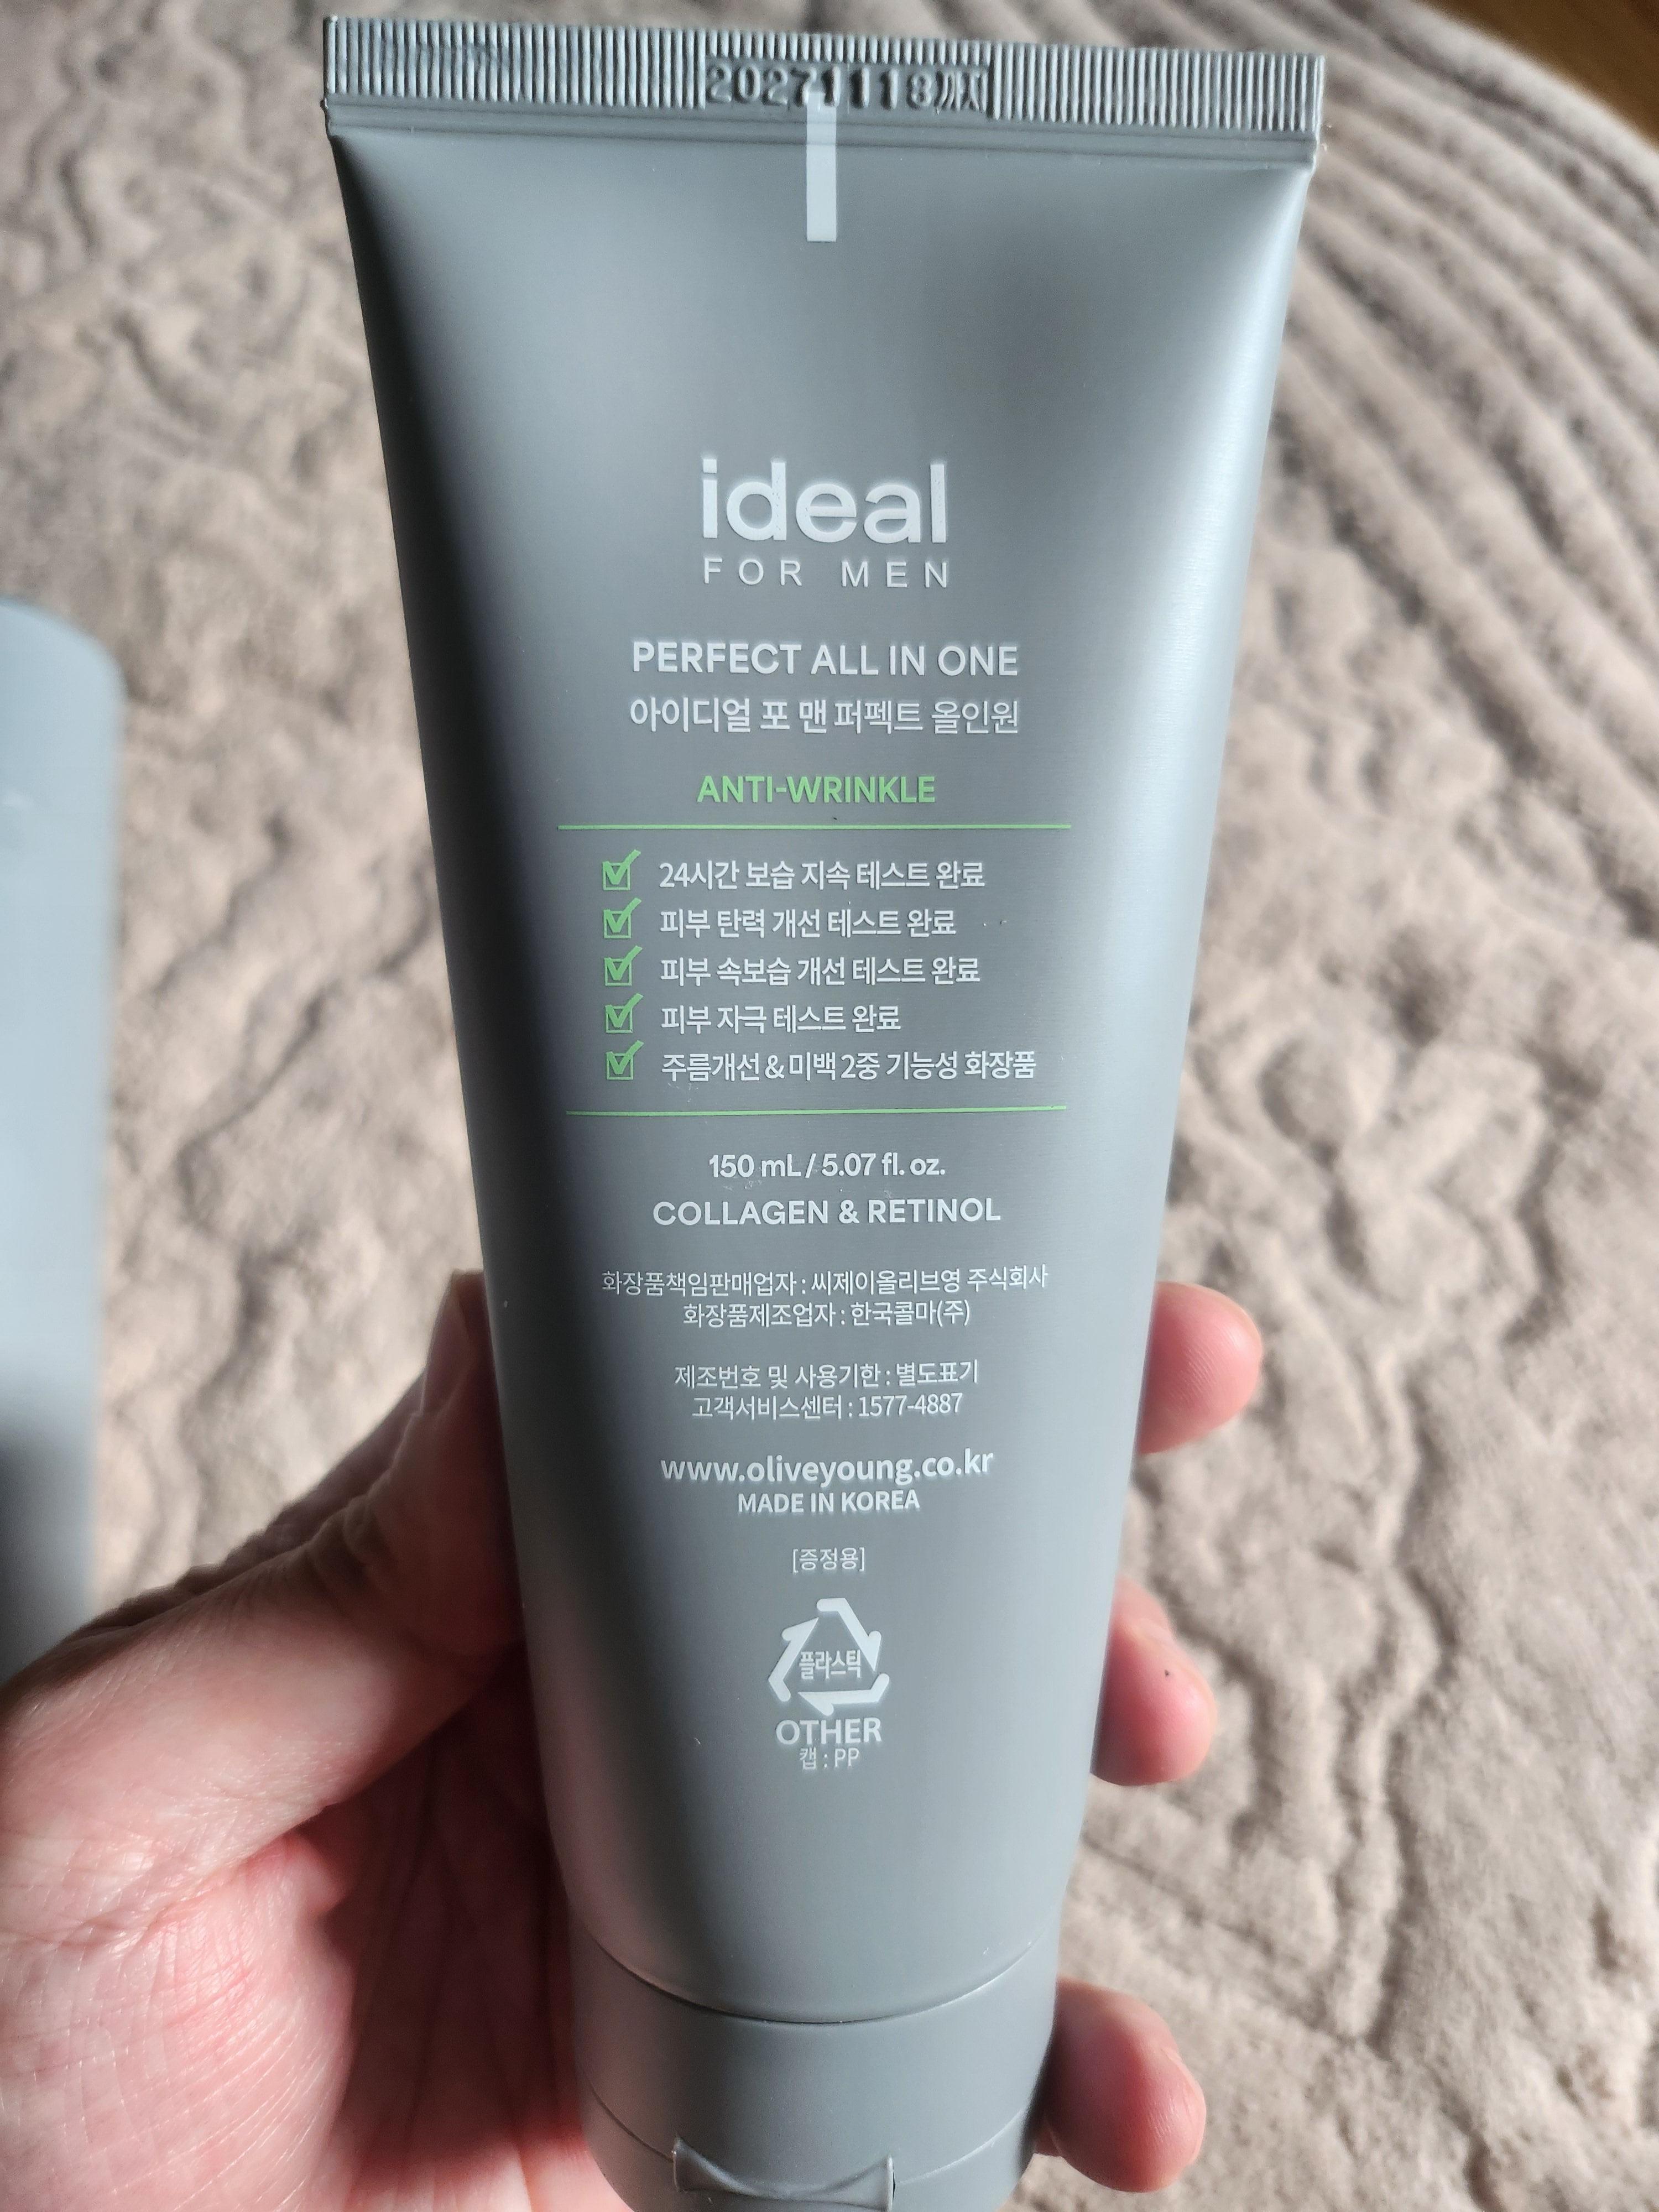 20271118까지
ideal
FOR MEN
PERFECT ALL IN ONE
아이디얼 포 맨 퍼펙트 올인원
ANTI-WRINKLE
24시간 보습 지속 테스트 완료
피부 탄력 개선 테스트 완료
피부 속보습 개선 테스트 완료
피부 자극 테스트 완료
주름개선 & 미백 2중 기능성 화장품
150 mL / 5.07 fl. oz.
COLLAGEN & RETINOL
화장품책임판매업자 : 씨제이올리브영 주식회사
화장품제조업자 : 한국콜마(주)
제조번호 및 사용기한 : 별도표기
고객서비스센터 : 1577-4887
www.oliveyoung.co.kr
MADE IN KOREA
[증정용]
플라스틱
OTHER
캡 : PP